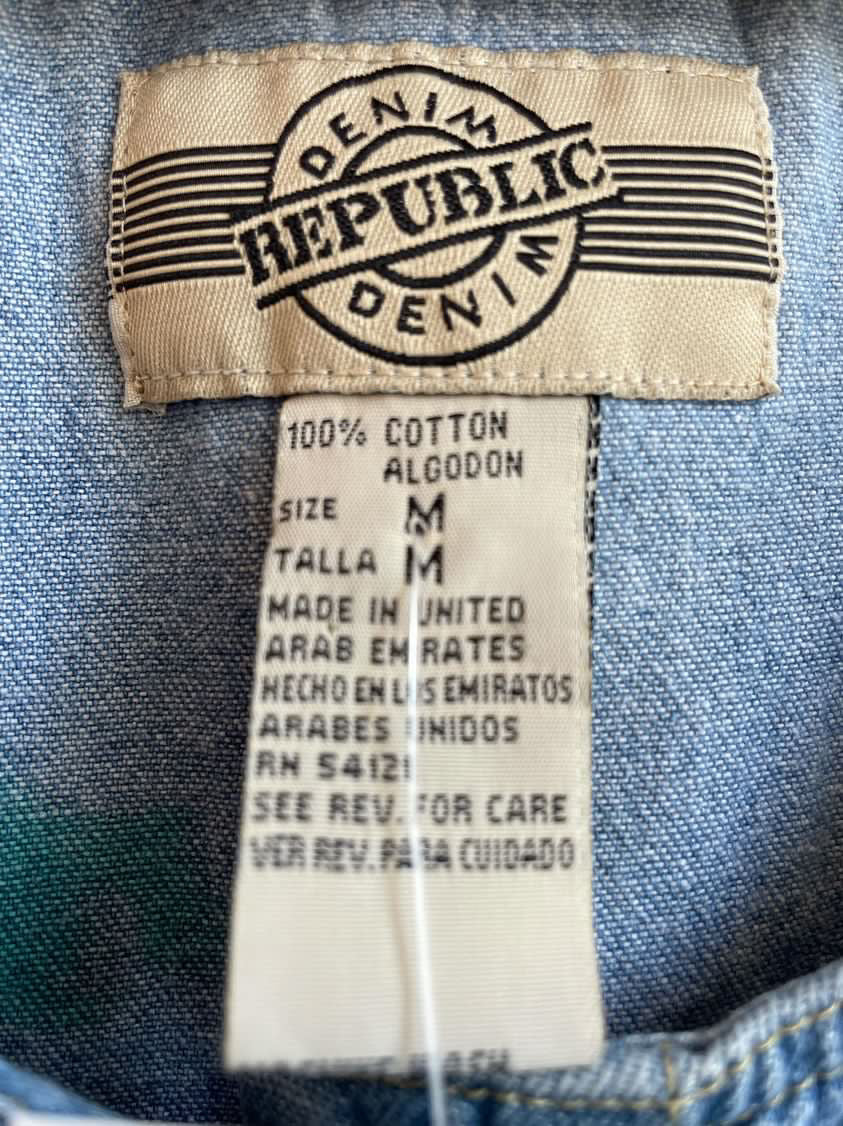 DENIM
REPUBLIC
DENIM
100% COTTON
ALGODON
SIZE M
TALLA M
MADE IN UNITED
ARAB EMIRATES
HECHO EN LOS EMIRATOS
ARABES UNIDOS
RN 54121
SEE REV. FOR CARE
VER REV. PARA CUIDADO